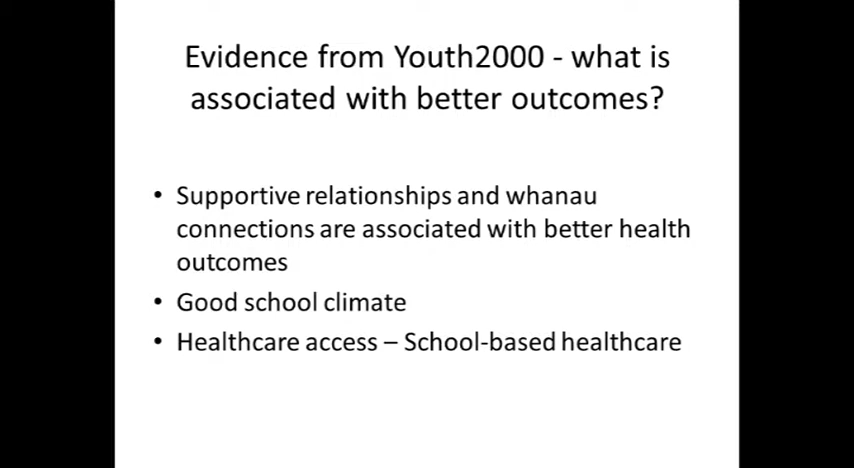 Evidence from Youth2000 - what is
associated with better outcomes?
• Supportive relationships and whanau
connections are associated with better health
outcomes
• Good school climate
• Healthcare access – School-based healthcare